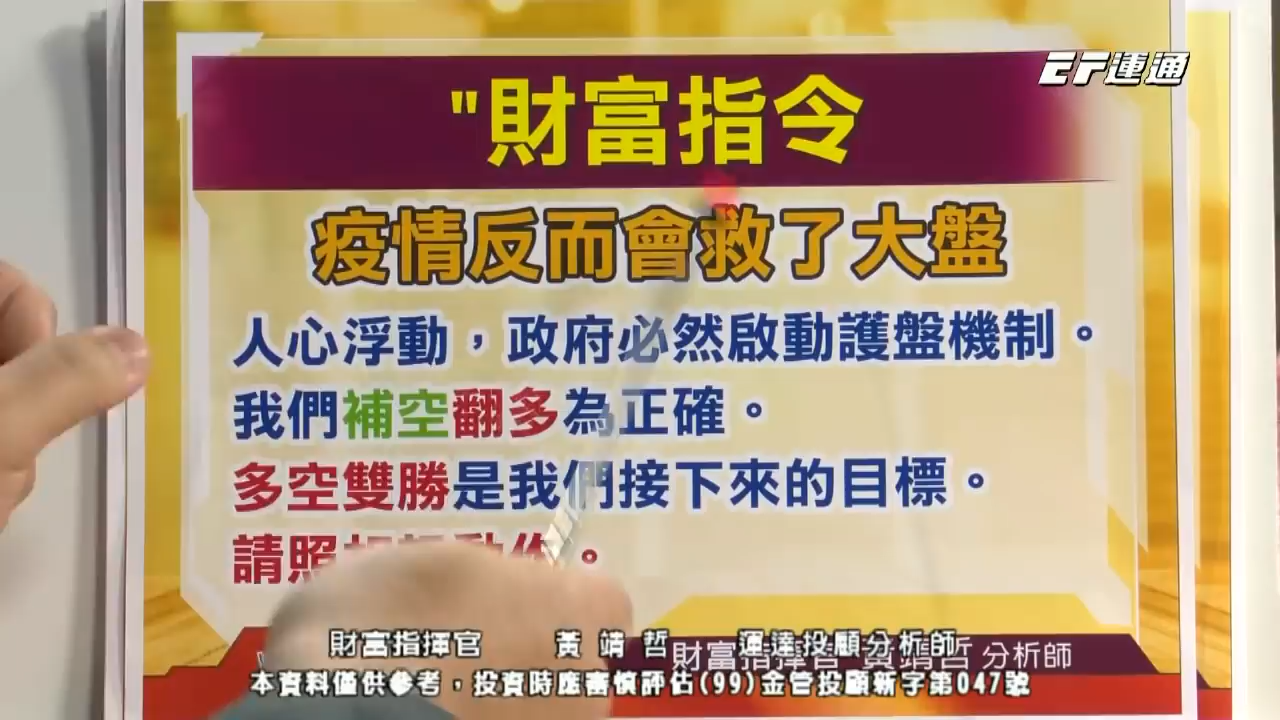 EF運通
"財富指令
疫情反而會救了大盤
人心浮動，政府必然啟動護盤機制。
我們補空翻多為正確。
多空雙勝是我們接下來的目標。
請照 。
財富指揮官 黃靖哲 分析師
財富指揮官 黃靖哲 運達投顧分析師
本資料僅供參考，投資時應審慎評估(99)金管投顧新字第047號